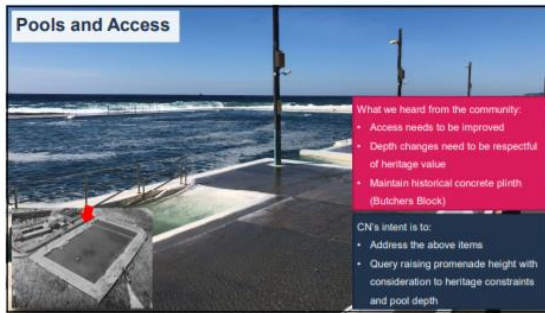 Pools and Access
What we heard from the community:
• Access needs to be improved
• Depth changes need to be respectful
of heritage value
• Maintain historical concrete plinth
(Butchers Block)
CN's intent is to:
• Address the above items
• Query raising promenade height with
consideration to heritage constraints
and pool depth